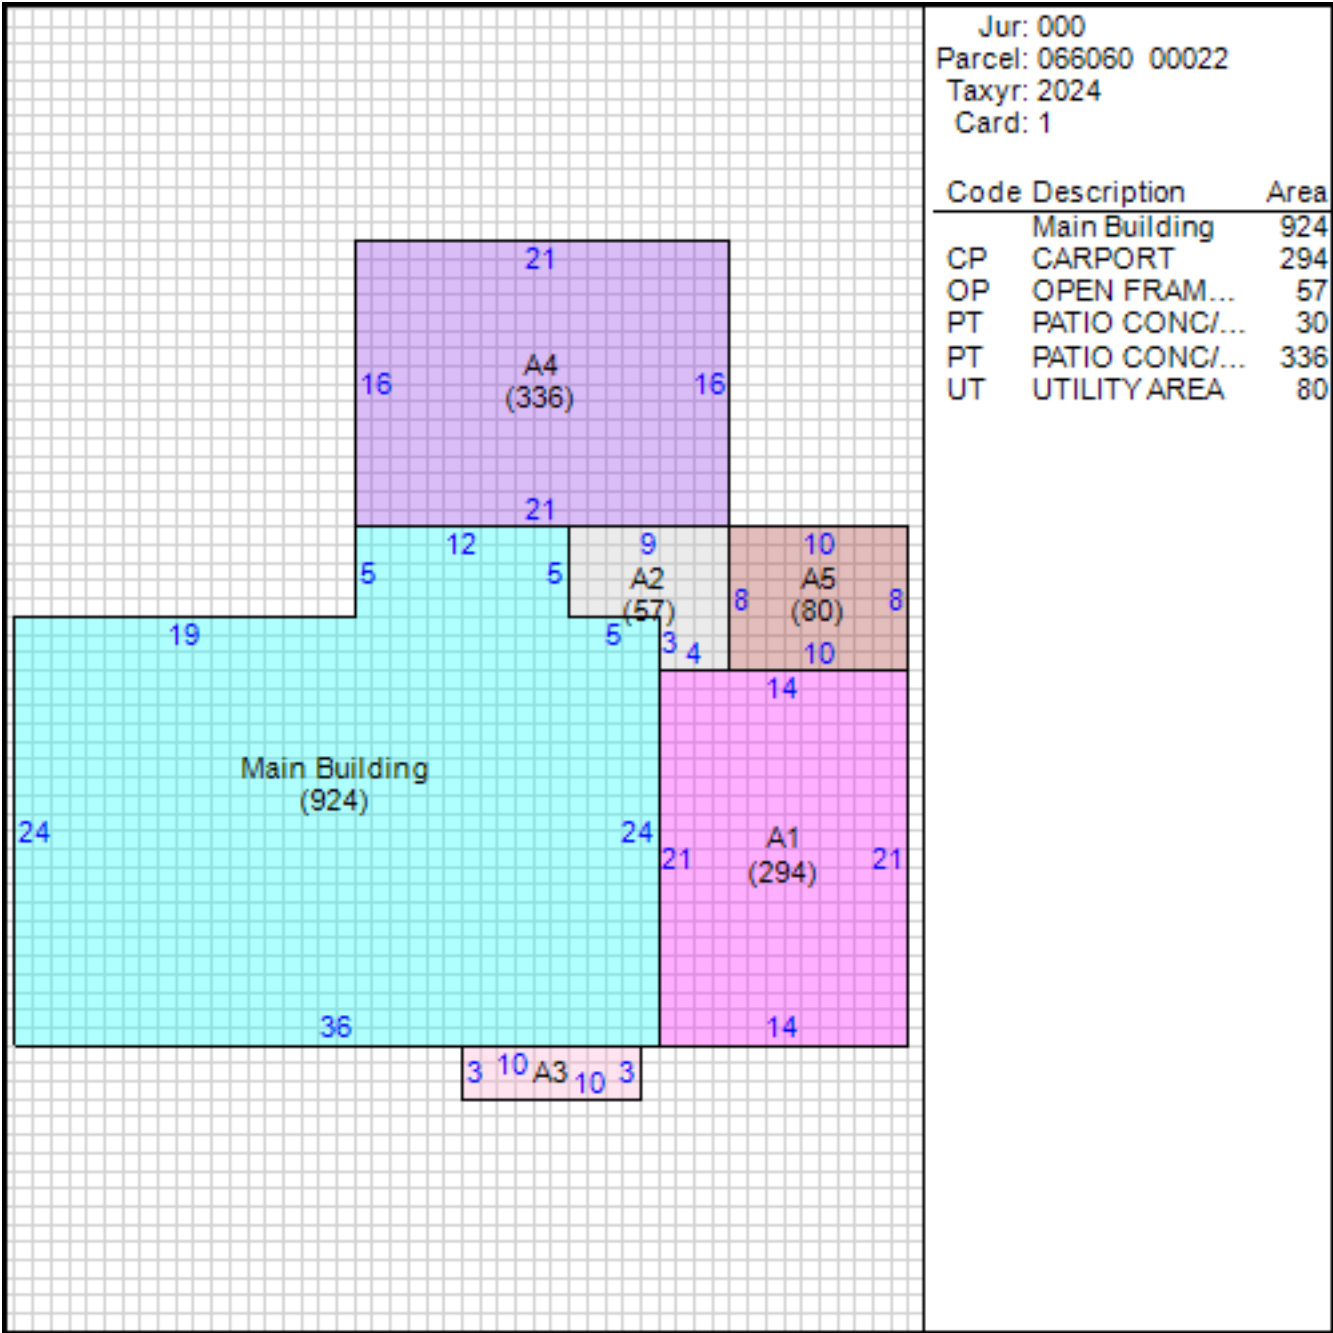 Jur: 000
Parcel: 066060 00022
Taxyr: 2024
Card: 1
Code Description Area
Main Building 924
CP CARPORT 294
OP OPEN FRAM... 57
PT PATIO CONC/... 30
PT PATIO CONC/... 336
UT UTILITY AREA 80
21
A4
(336)
16 16
21
12 9 10
5 5 A2 A5
(57) (80)
8 8
19 5 3 4 10
14
Main Building
(924)
24 24
A1
(294)
21 21
36 14
3 10 A3 10 3